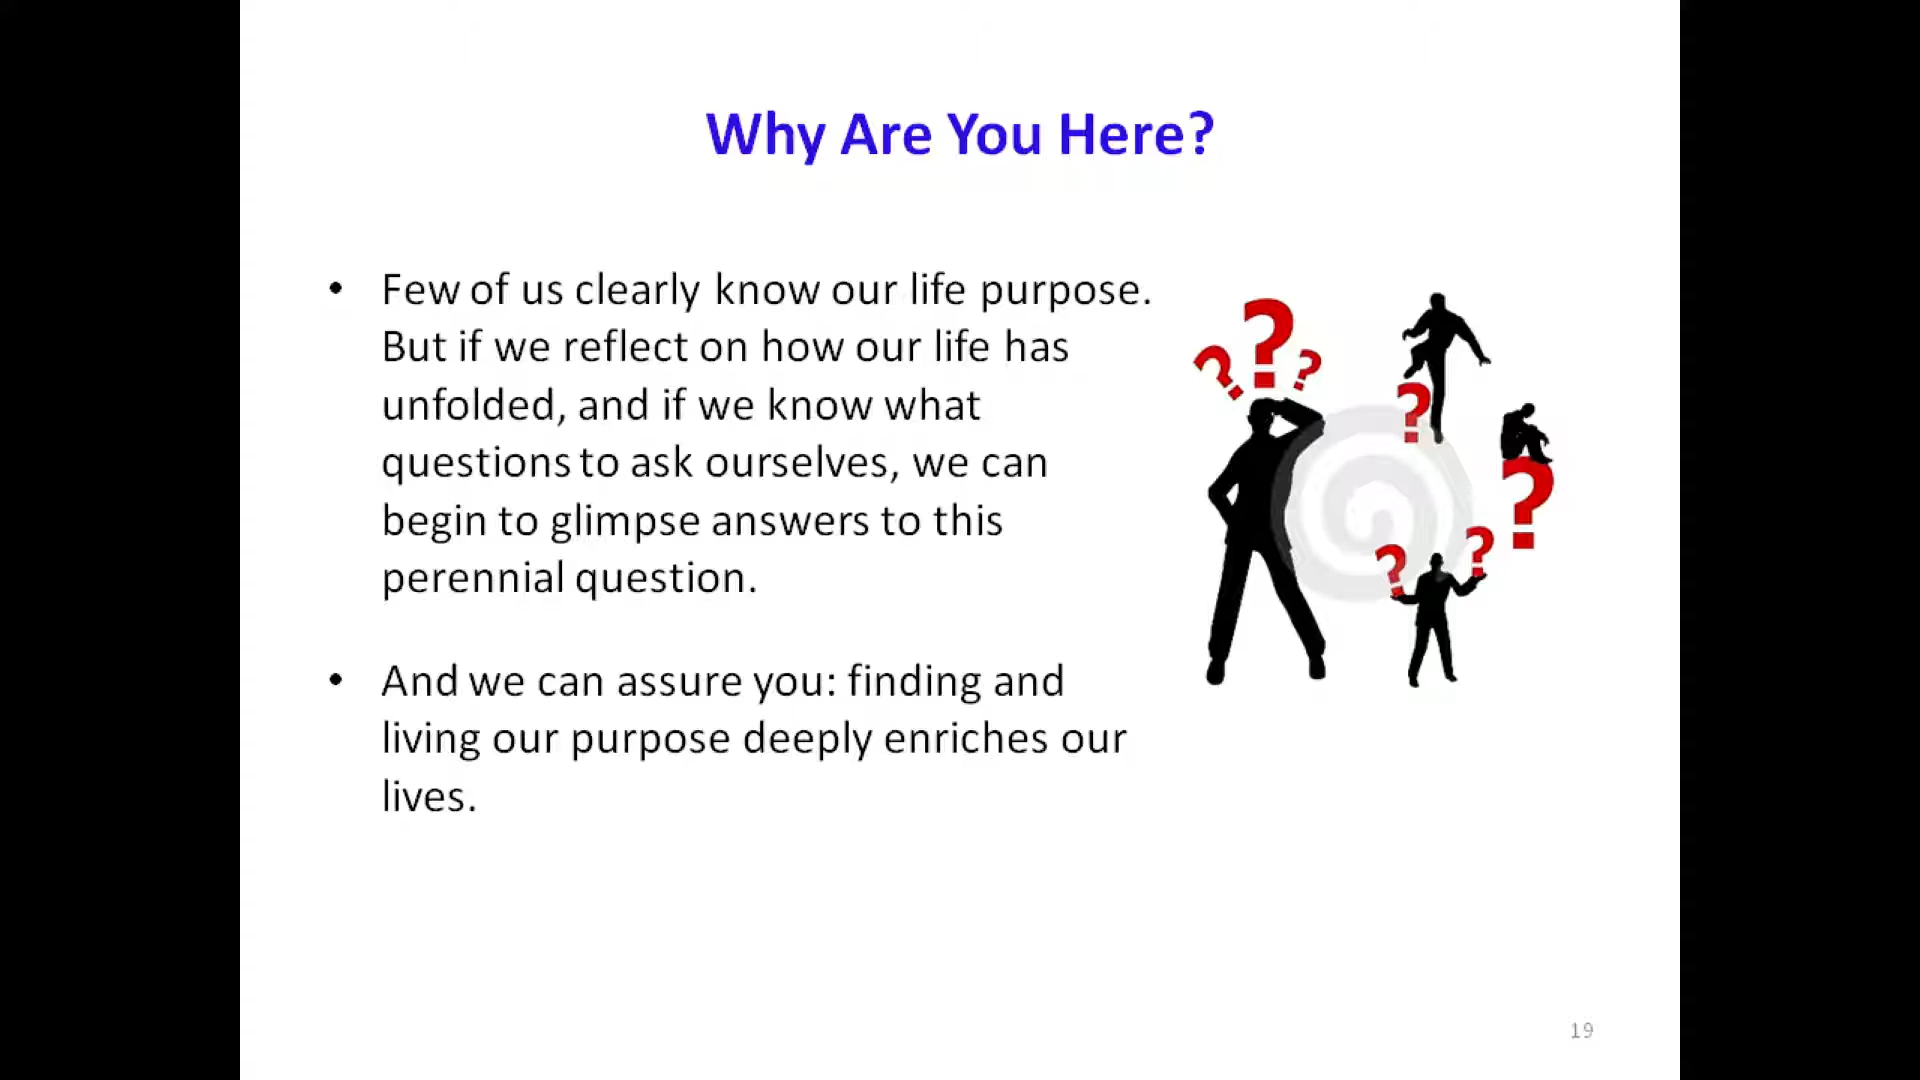 Why Are You Here?
• Few of us clearly know our life purpose.
But if we reflect on how our life has
unfolded, and if we know what
questions to ask ourselves, we can
begin to glimpse answers to this
perennial question.
• And we can assure you: finding and
living our purpose deeply enriches our
lives.
? ? ?
?
?
? ?
19